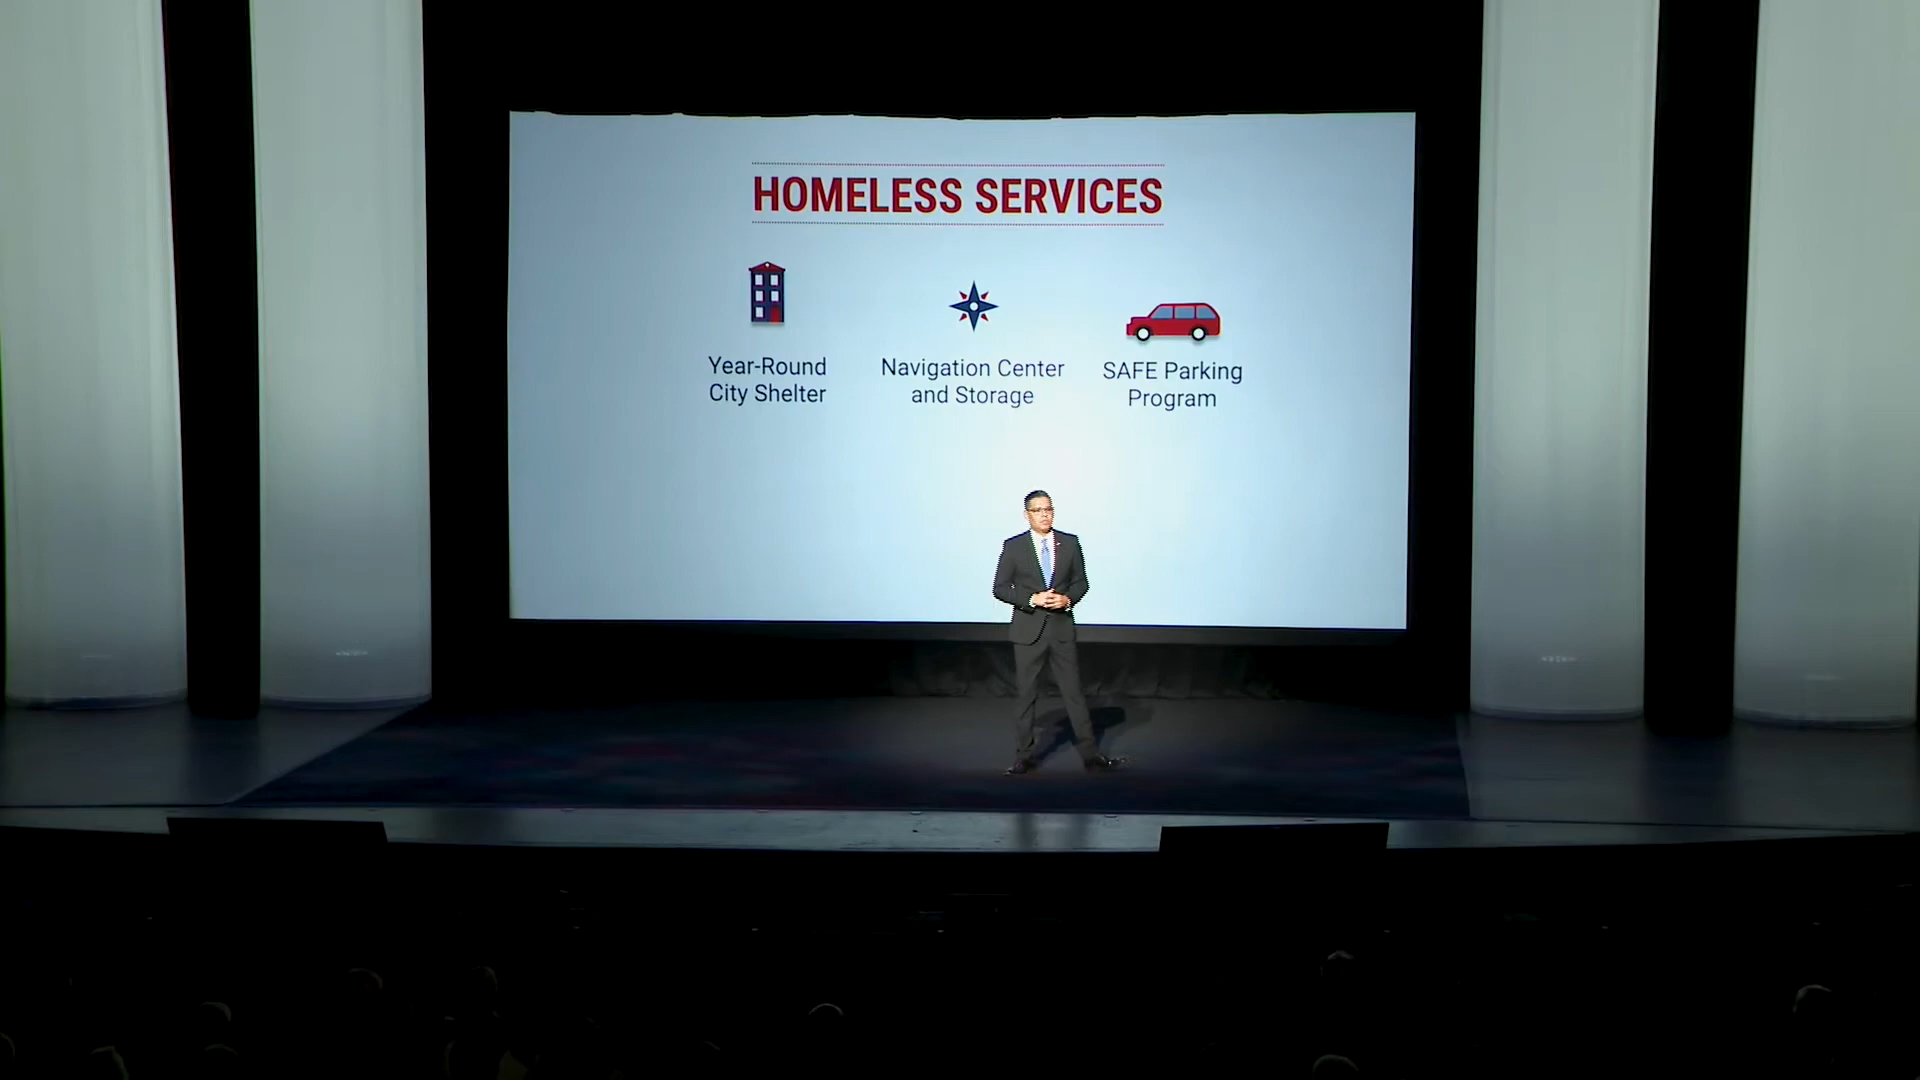 HOMELESS SERVICES
Year-Round
City Shelter
Navigation Center
and Storage
SAFE Parking
Program